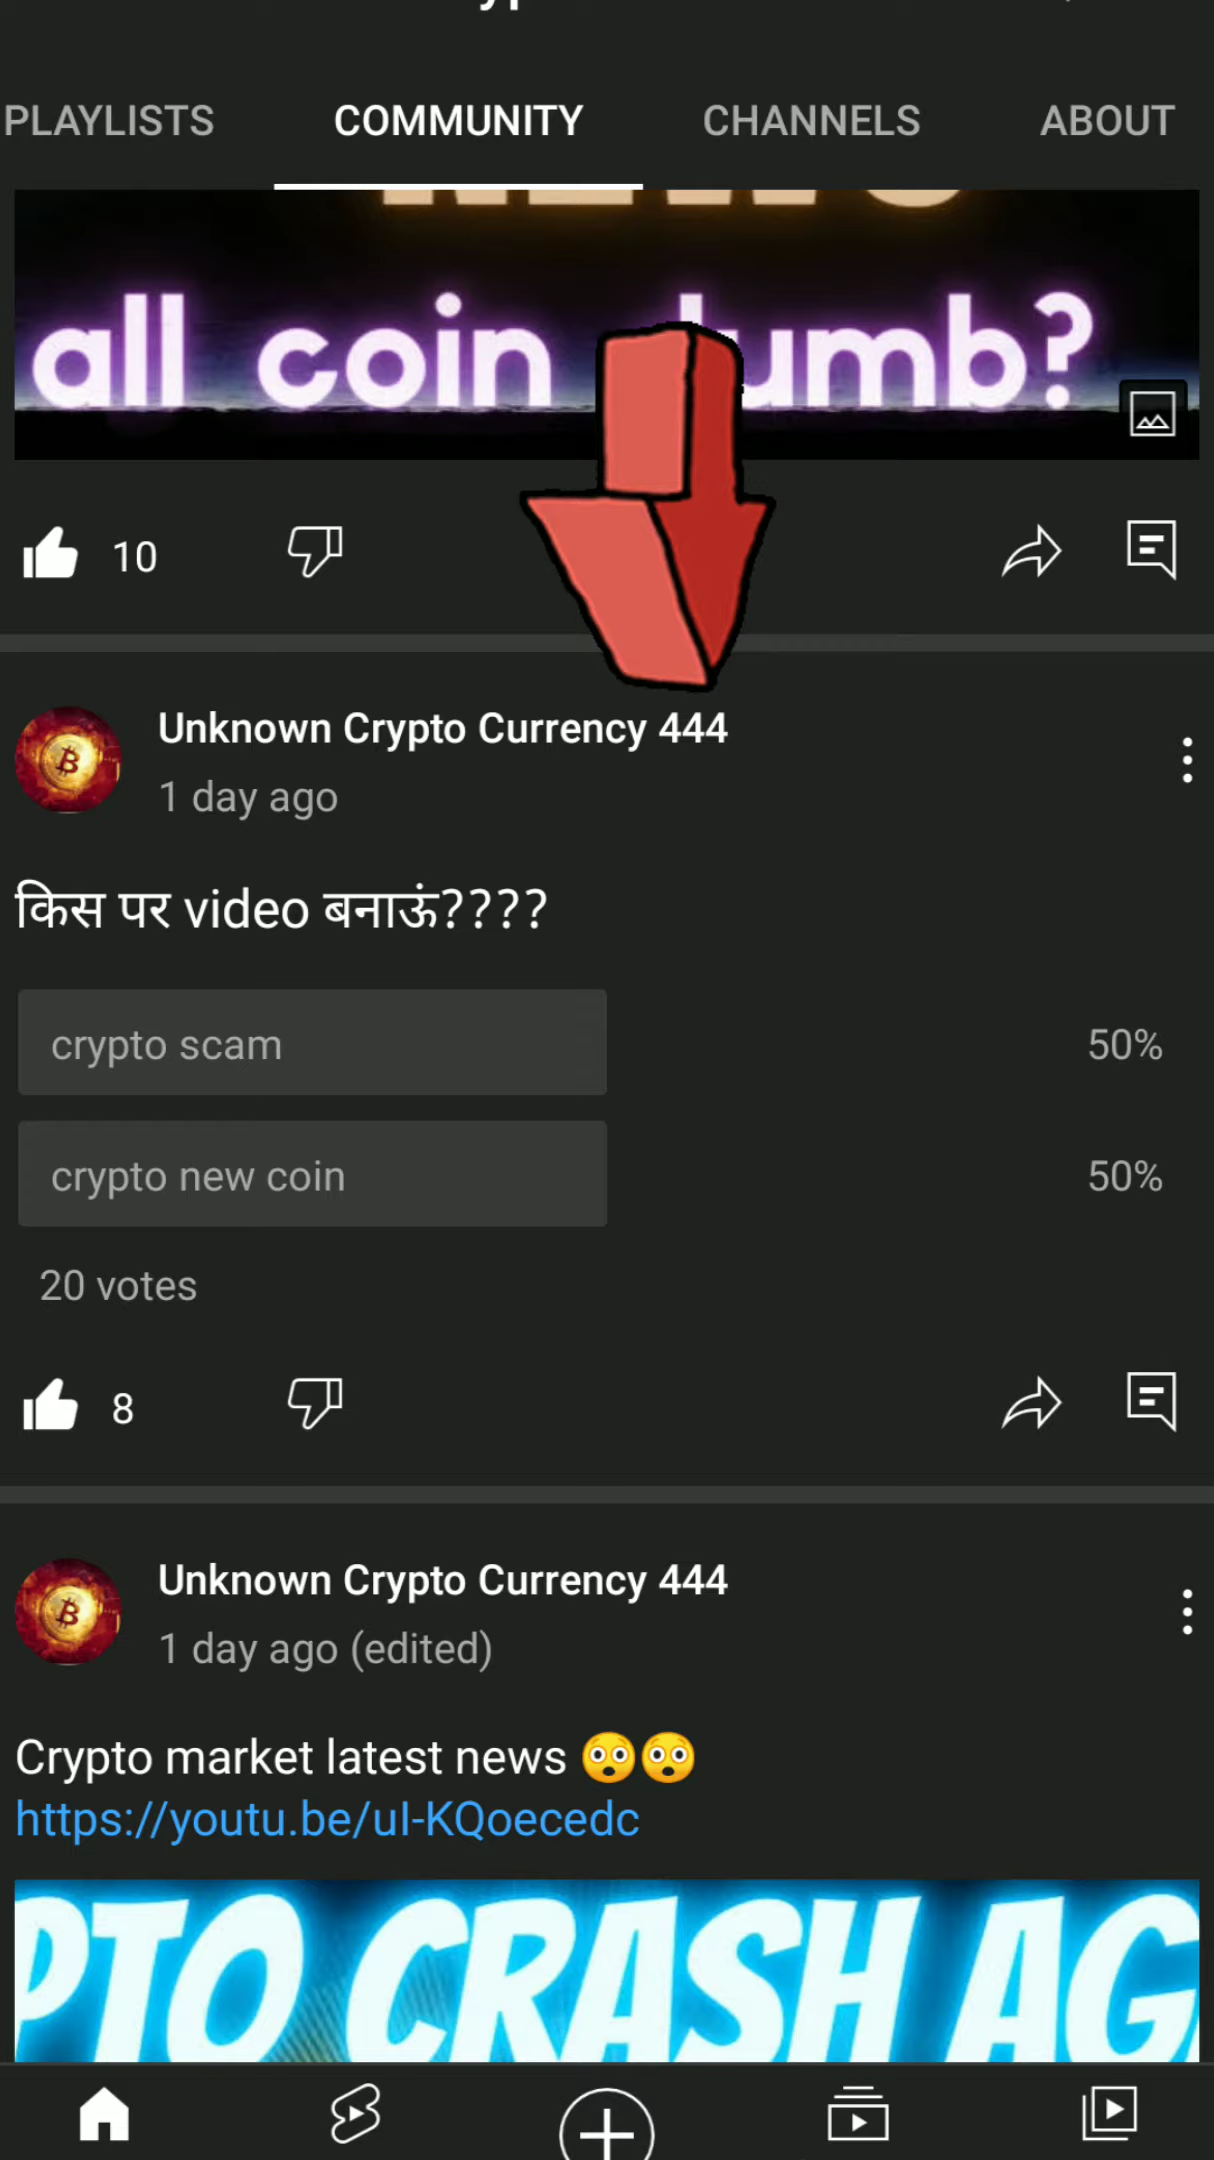 PLAYLISTS
COMMUNITY
CHANNELS
ABOUT
all coin
10
Unknown Crypto Currency 444
1 day ago
किस पर video बनाऊं????
crypto scam
50%
crypto new coin
50%
20 votes
8
Unknown Crypto Currency 444
1 day ago (edited)
Crypto market latest news 😳😳
https://youtu.be/uI-KQoecedc
PTO CRASH AG